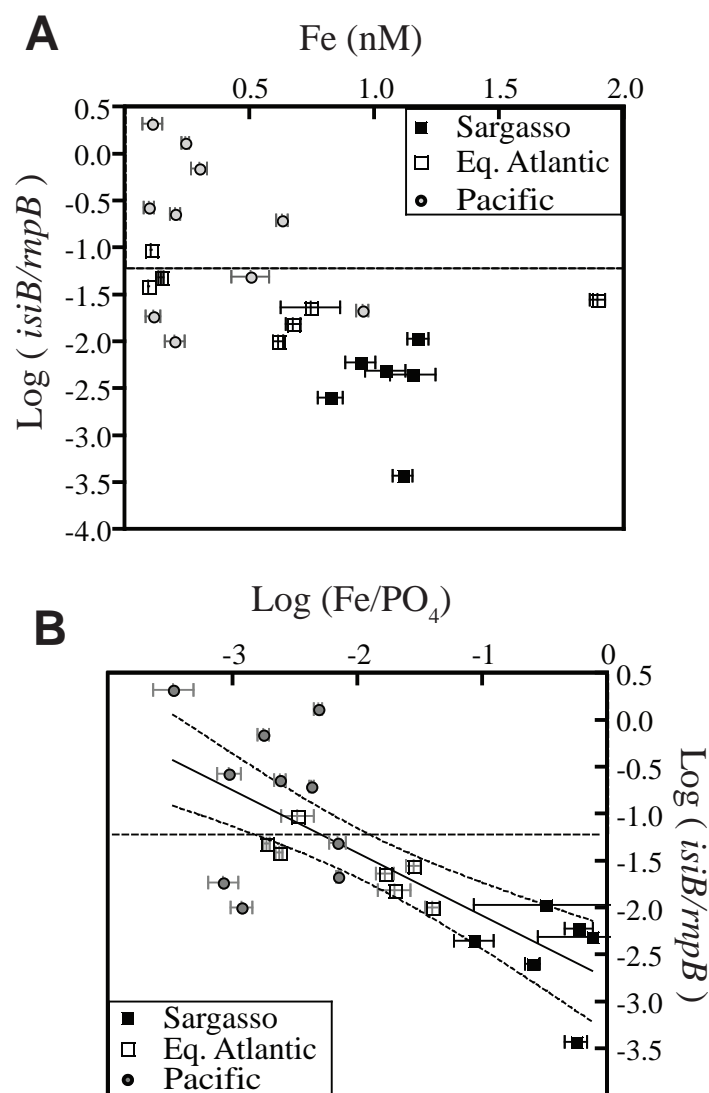 A
Fe (nM)
0.5 1.0 2.0
0.5
0.0
-0.5
-1.0
-1.5
-2.0
-2.5
-3.0
-3.5
-4.0
Log ( isiB/rnpB )
Sargasso
Eq. Atlantic
Pacific
B
Log (Fe/PO4)
-3 -2 -1 0
0.5
0.0
-0.5
-1.0
-1.5
-2.0
-2.5
-3.0
-3.5
Log ( isiB/rnpB )
Sargasso
Eq. Atlantic
Pacific